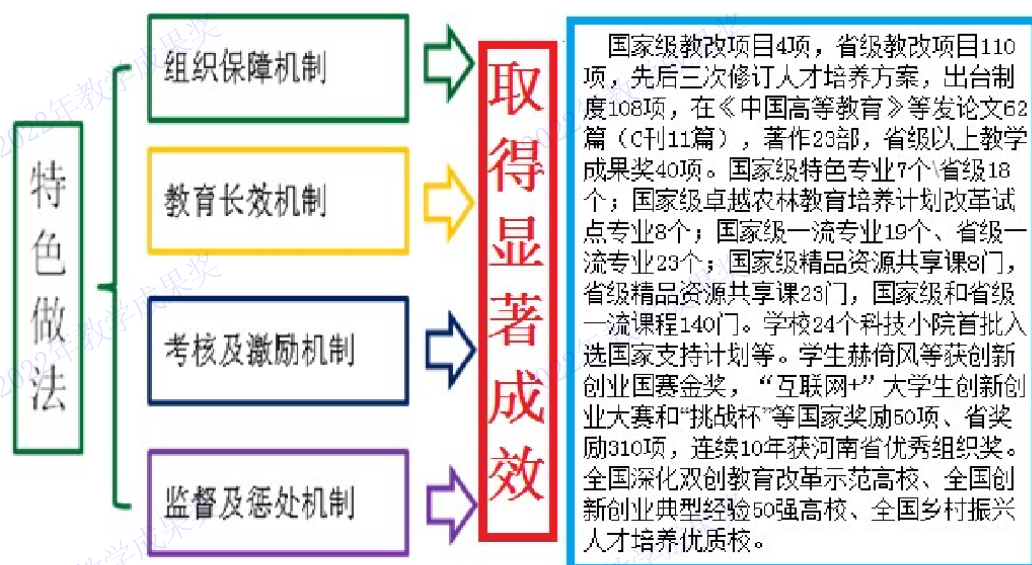 特色做法
组织保障机制
教育长效机制
考核及激励机制
监督及惩处机制
取得显著成效
国家级教改项目4项，省级教改项目110
项，先后三次修订人才培养方案，出台制
度108项，在《中国高等教育》等发论文62
篇（C刊11篇），著作23部，省级以上教学
成果奖40项。国家级特色专业7个\省级18
个；国家级卓越农林教育培养计划改革试
点专业8个；国家级一流专业19个、省级一
流专业23个；国家级精品资源共享课8门，
省级精品资源共享课23门，国家级和省级
一流课程140门。学校24个科技小院首批入
选国家支持计划等。学生赫倚风等获创新
创业国赛金奖，“互联网+”大学生创新创
业大赛和“挑战杯”等国家奖励50项、省奖
励310项，连续10年获河南省优秀组织奖。
全国深化双创教育改革示范高校、全国创
新创业典型经验50强高校、全国乡村振兴
人才培养优质校。
2022年教学成果奖